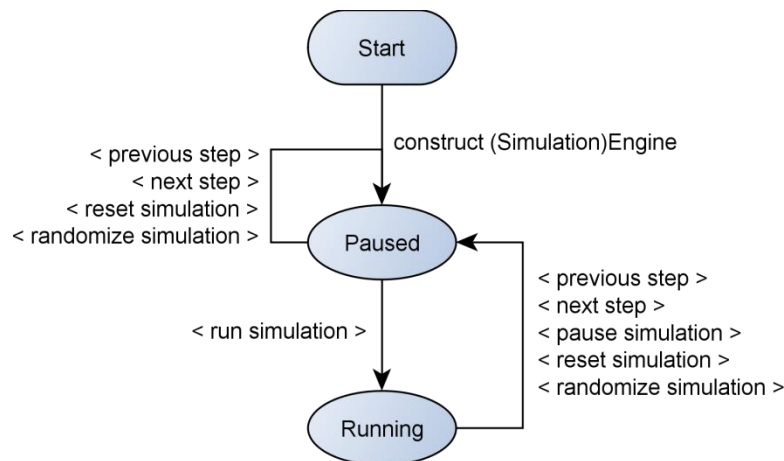 Start
construct (Simulation)Engine
< previous step >
< next step >
< reset simulation >
< randomize simulation >
Paused
< run simulation >
< previous step >
< next step >
< pause simulation >
< reset simulation >
< randomize simulation >
Running